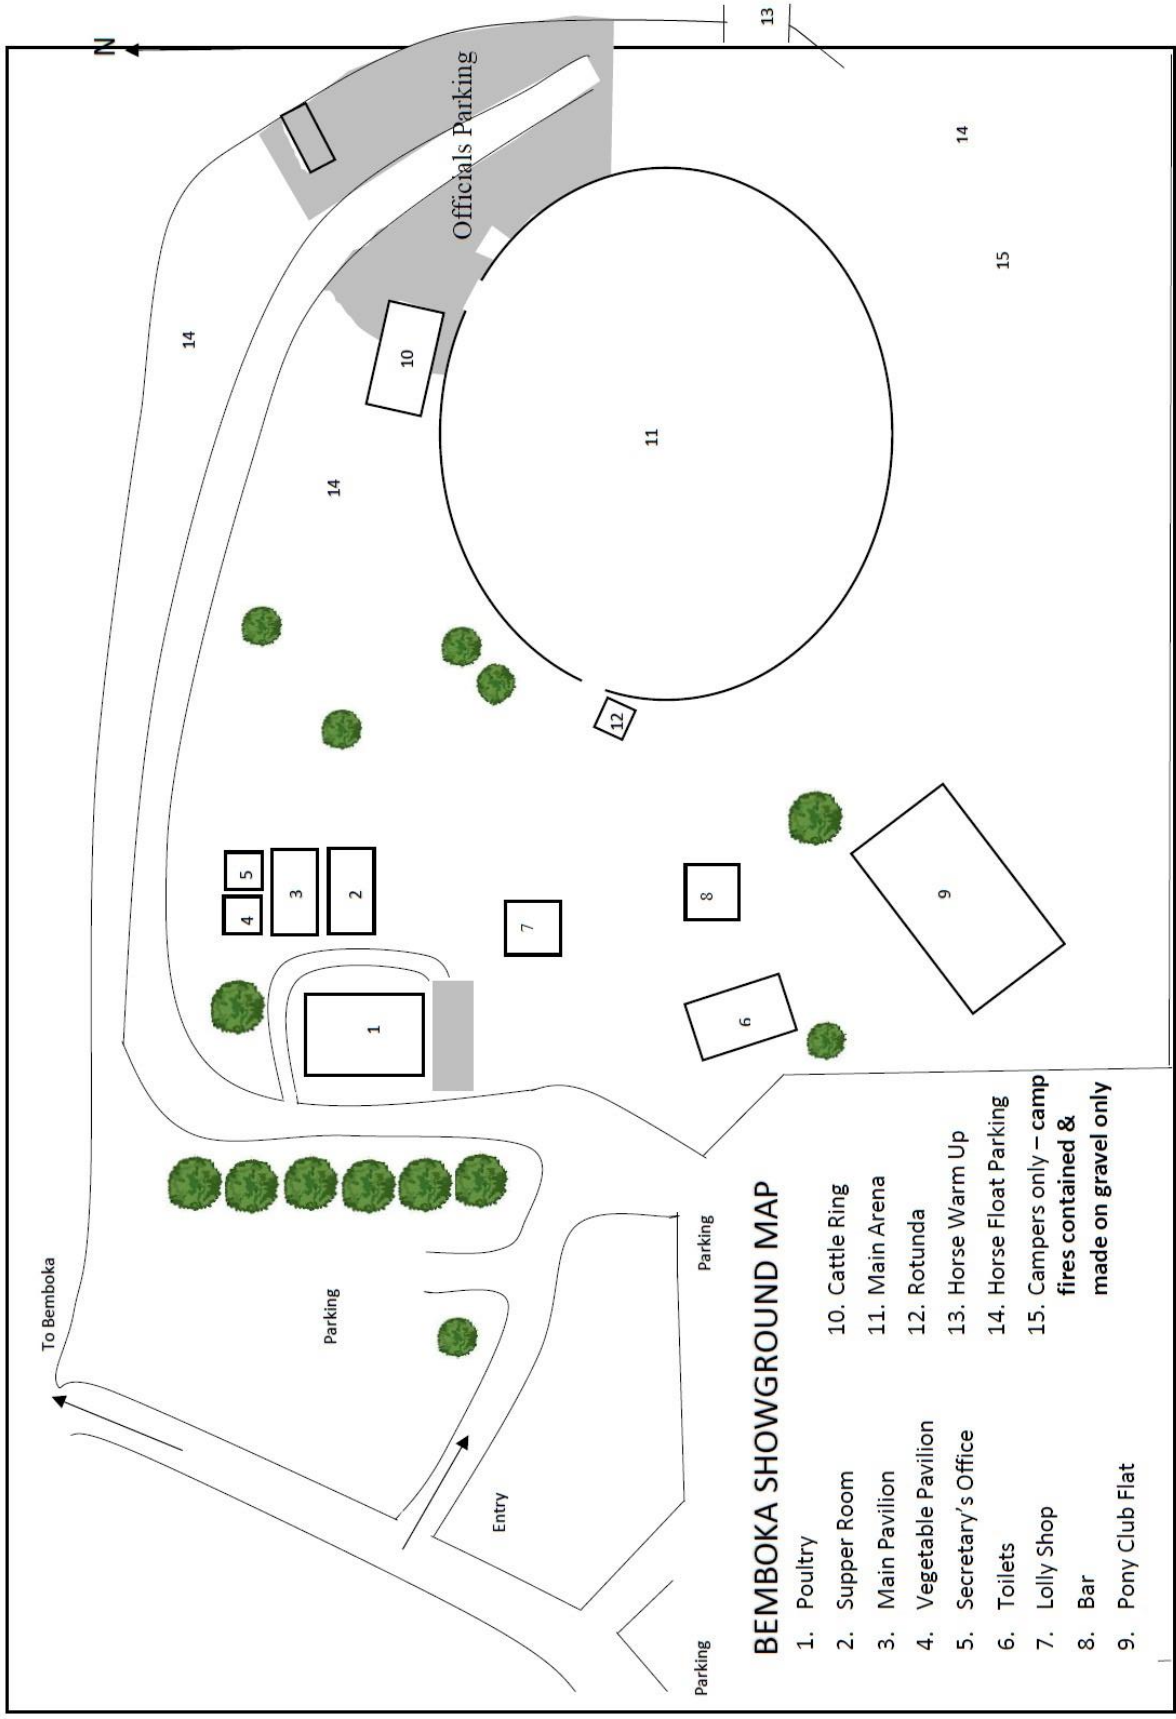 N
13
Officials Parking
14
15
14
10
11
14
12
5
4
3
2
7
8
9
1
6
To Bemboka
Parking
Parking
Entry
Parking
BEMBOKA SHOWGROUND MAP
1. Poultry
2. Supper Room
3. Main Pavilion
4. Vegetable Pavilion
5. Secretary's Office
6. Toilets
7. Lolly Shop
8. Bar
9. Pony Club Flat
10. Cattle Ring
11. Main Arena
12. Rotunda
13. Horse Warm Up
14. Horse Float Parking
15. Campers only – camp
fires contained &
made on gravel only